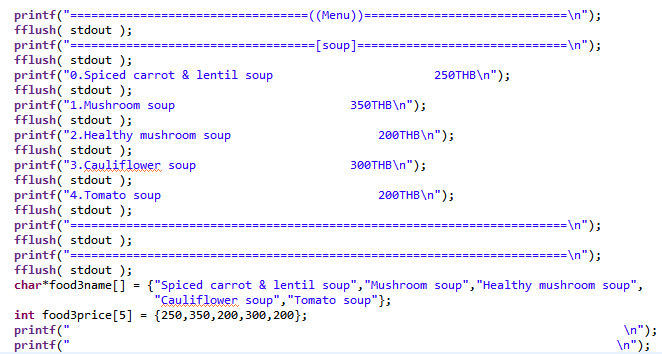 printf("==================================((Menu))=============================\n");
fflush( stdout );
printf("===================================[soup]==============================\n");
fflush( stdout );
printf("0.Spiced carrot & lentil soup                       250THB\n");
fflush( stdout );
printf("1.Mushroom soup                         350THB\n");
fflush( stdout );
printf("2.Healthy mushroom soup                     200THB\n");
fflush( stdout );
printf("3.Cauliflower soup                      300THB\n");
fflush( stdout );
printf("4.Tomato soup                               200THB\n");
fflush( stdout );
printf("=======================================================================\n");
fflush( stdout );
printf("=======================================================================\n");
fflush( stdout );
char*food3name[] = {"Spiced carrot & lentil soup","Mushroom soup","Healthy mushroom soup",
"Cauliflower soup","Tomato soup"};
int food3price[5] = {250,350,200,300,200};
printf("                                                                               \n");
printf("                                                                              \n");